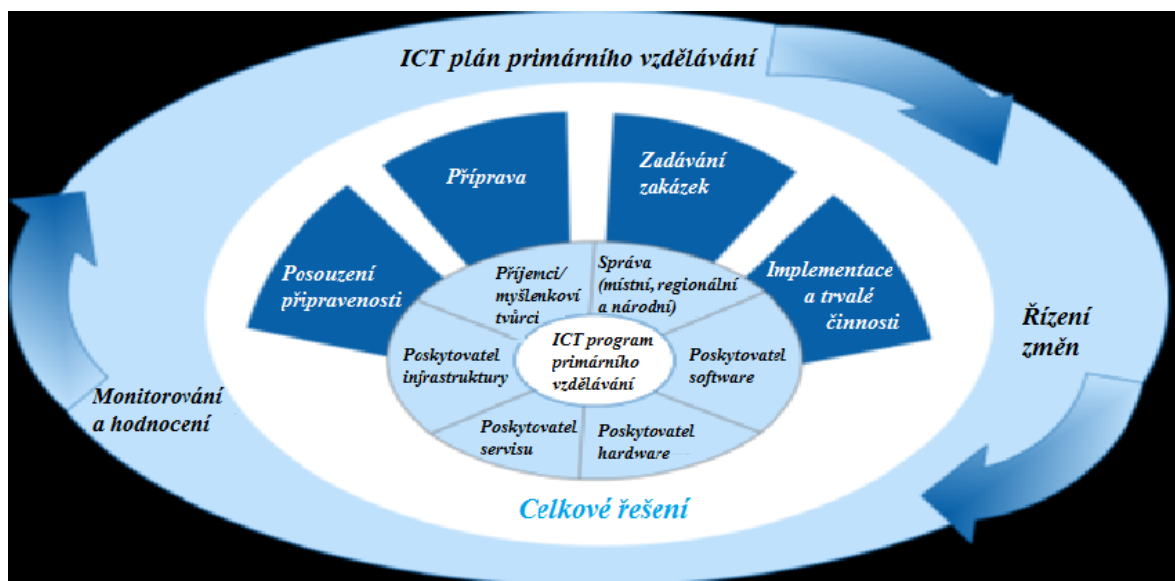 ICT plán primárního vzdělávání
Příprava
Zadávání
zakázek
Posouzení
připravenosti
Implementace
a trvalé
činnosti
Příjemci/
myšlenkoví
tvůrci
Správa
(místní, regionální
a národní)
Poskytovatel
infrastruktury
ICT program
primárního
vzdělávání
Poskytovatel
software
Poskytovatel
servisu
Poskytovatel
hardware
Řízení
změn
Monitorování
a hodnocení
Celkové řešení